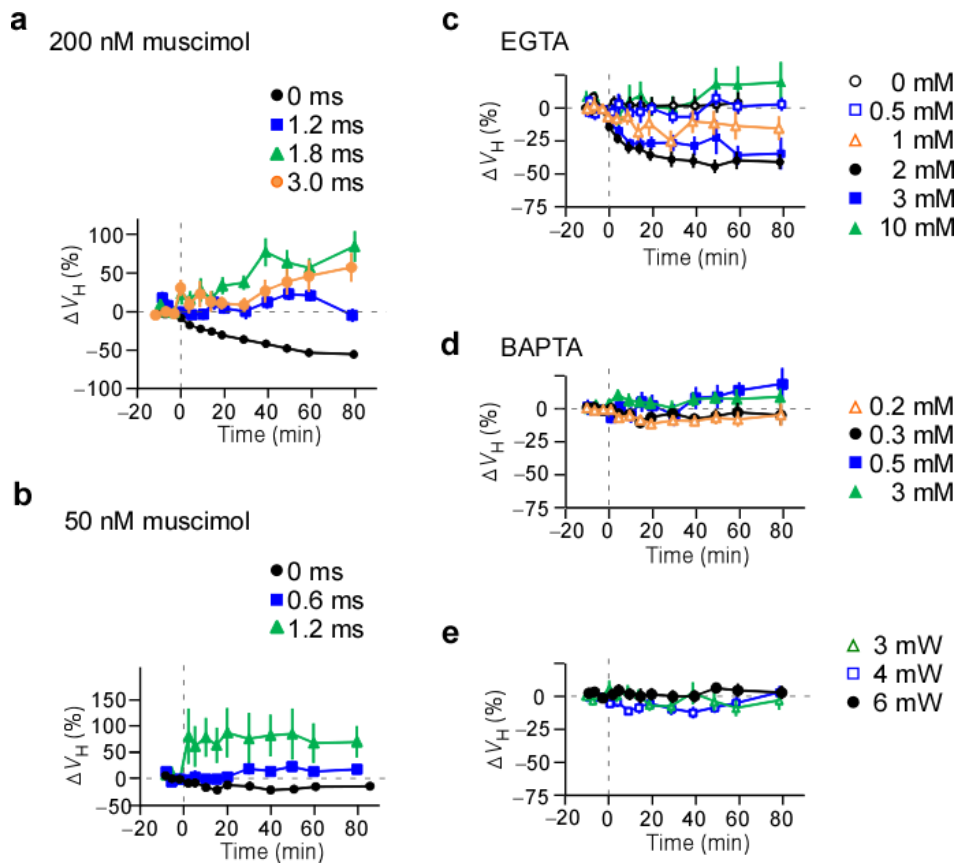 a
200 nM muscimol
0 ms
1.2 ms
1.8 ms
3.0 ms
ΔV_H (%)
100
50
0
−50
−100
−20 0 20 40 60 80
Time (min)
b
50 nM muscimol
0 ms
0.6 ms
1.2 ms
ΔV_H (%)
150
100
50
0
−50
−20 0 20 40 60 80
Time (min)
c
EGTA
0 mM
0.5 mM
1 mM
2 mM
3 mM
10 mM
ΔV_H (%)
0
−25
−50
−75
−20 0 20 40 60 80
Time (min)
d
BAPTA
0.2 mM
0.3 mM
0.5 mM
3 mM
ΔV_H (%)
0
−25
−50
−75
−20 0 20 40 60 80
Time (min)
e
3 mW
4 mW
6 mW
ΔV_H (%)
0
−25
−50
−75
−20 0 20 40 60 80
Time (min)